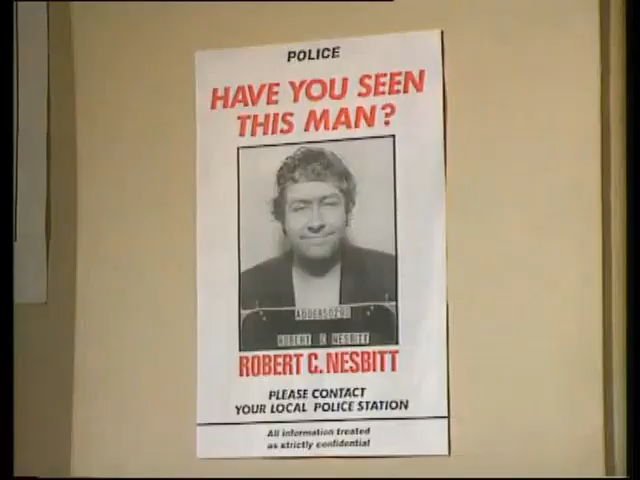 POLICE
HAVE YOU SEEN
THIS MAN?
ROBERT C NESBITT
ROBERT C. NESBITT
PLEASE CONTACT
YOUR LOCAL POLICE STATION
All information treated
as strictly confidential